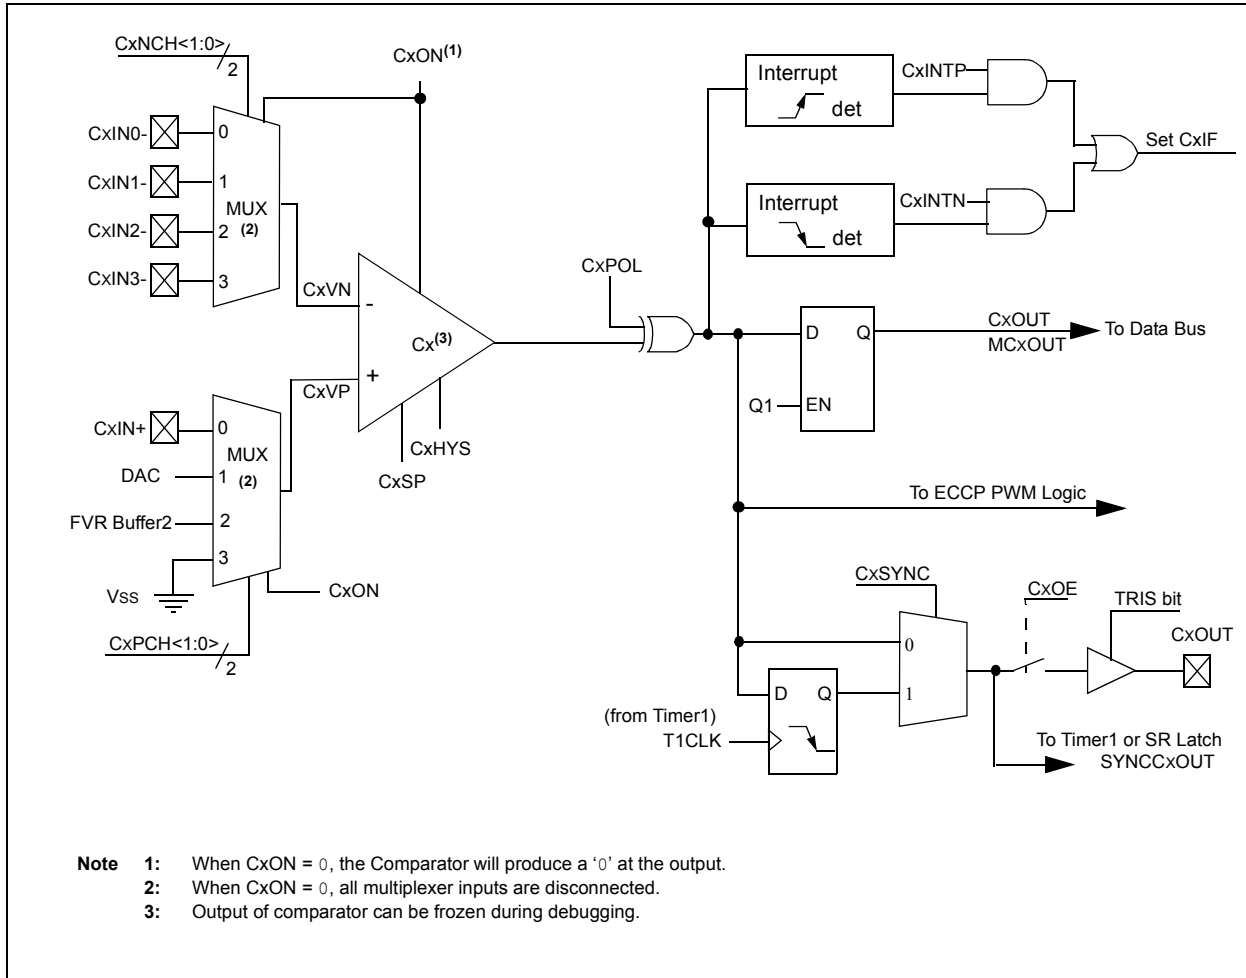 CxNCH<1:0>
2
CxON(1)
CxIN0-
0
CxIN1-
1
MUX
(2)
CxIN2-
2
CxIN3-
3
CxVN
-
Cx(3)
+
CxVP
CxHYS
CxSP
CxIN+
0
MUX
(2)
DAC
1
FVR Buffer2
2
3
VSS
CxON
CxPCH<1:0>
2
CxPOL
Interrupt
det
CxINTP
Set CxIF
Interrupt
det
CxINTN
D
Q
CxOUT
MCxOUT
To Data Bus
Q1
EN
To ECCP PWM Logic
CxSYNC
CxOE
TRIS bit
CxOUT
0
1
D
Q
(from Timer1)
T1CLK
To Timer1 or SR Latch
SYNCCxOUT
Note 1: When CxON = 0, the Comparator will produce a ‘0’ at the output.
2: When CxON = 0, all multiplexer inputs are disconnected.
3: Output of comparator can be frozen during debugging.